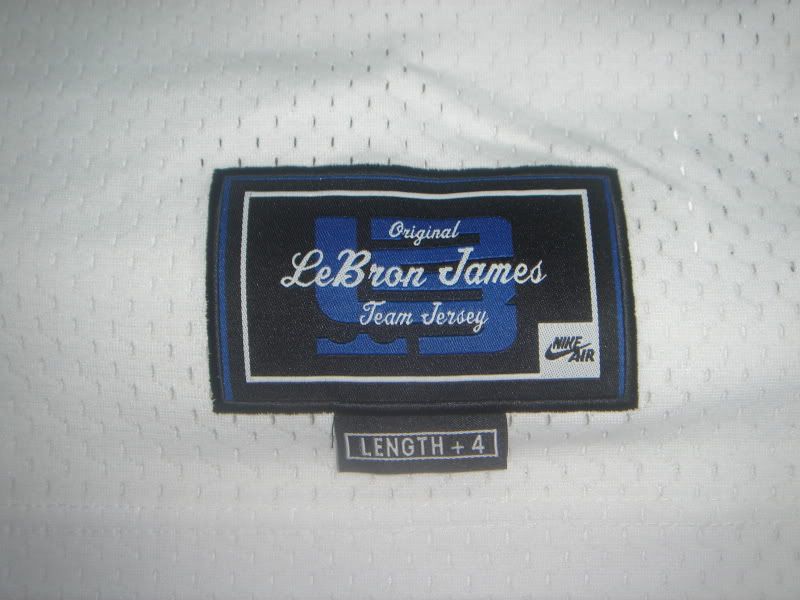 Original
LeBron James
Team Jersey
NIKE
AIR
LENGTH + 4